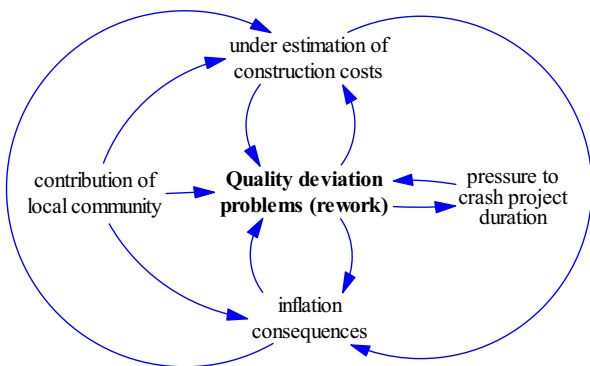 under estimation of
construction costs
contribution of
local community
Quality deviation
problems (rework)
pressure to
crash project
duration
inflation
consequences